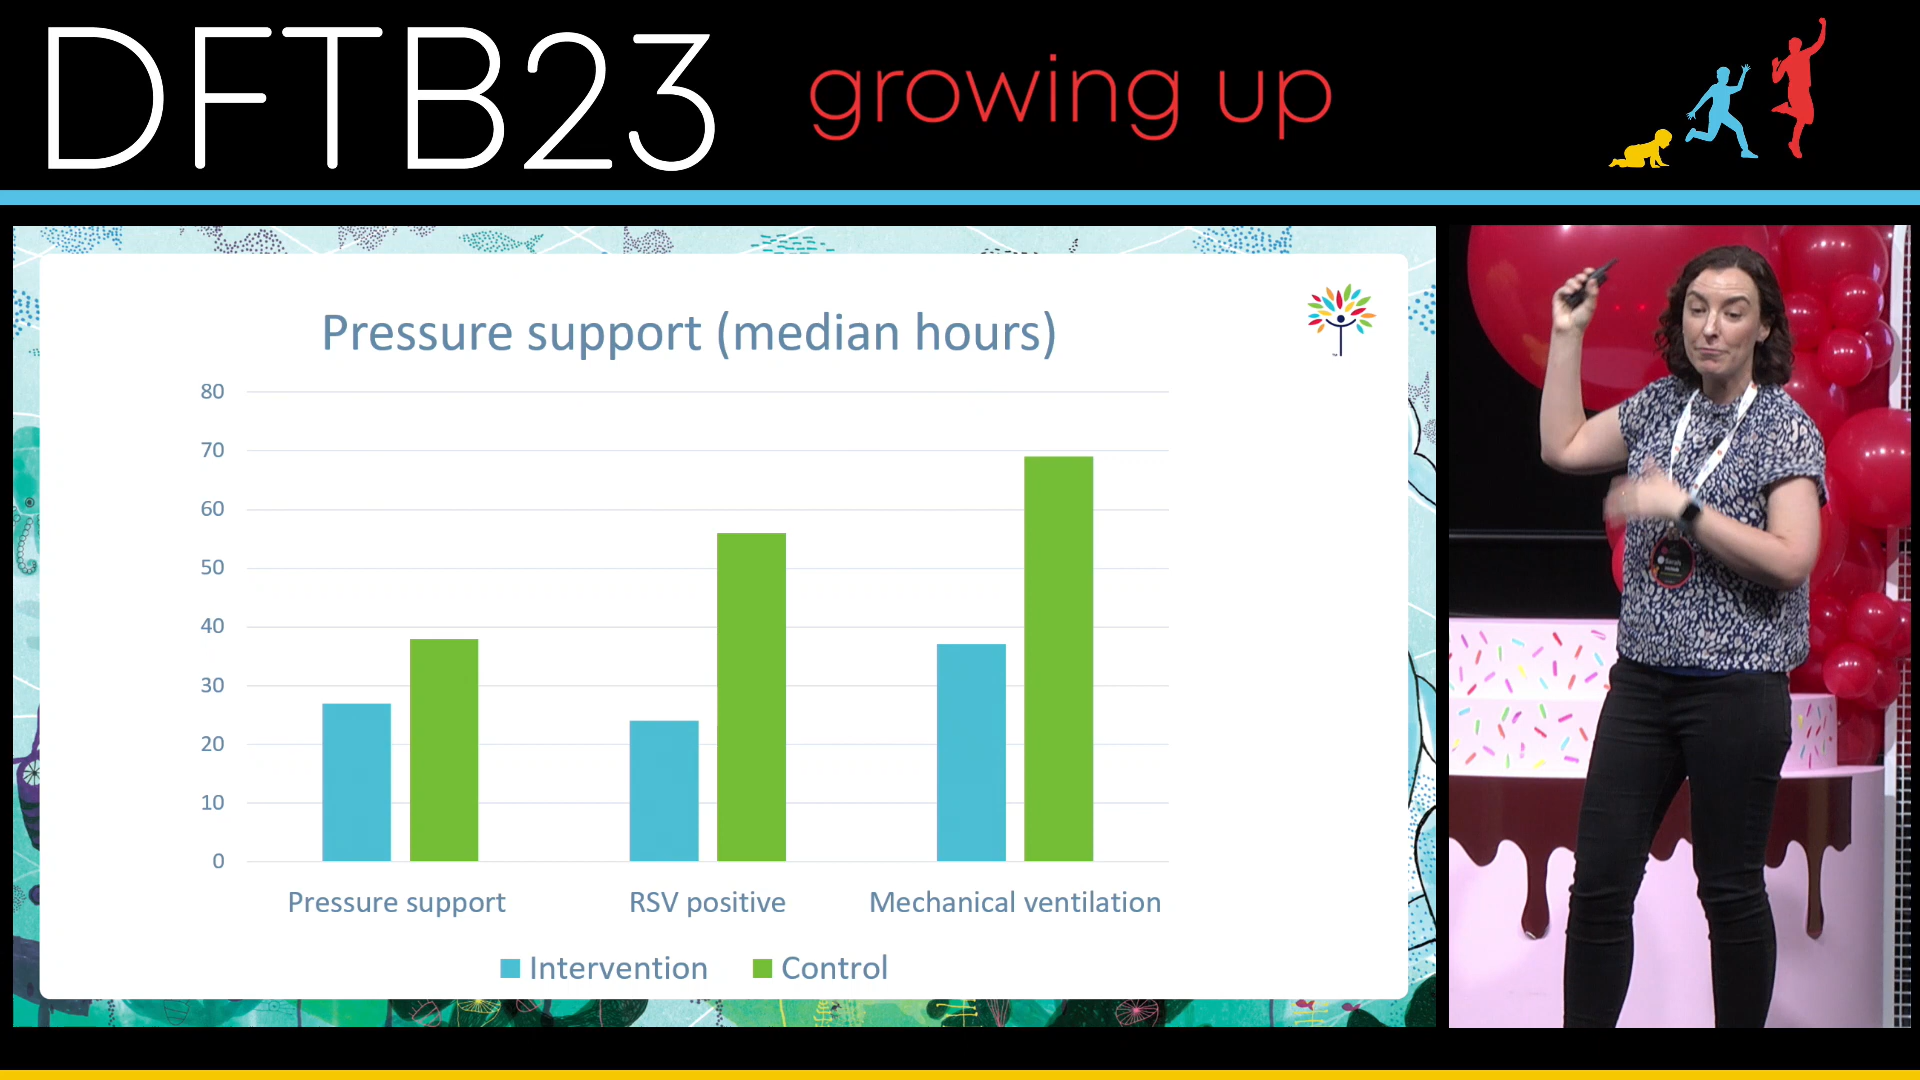 DFTB23 growing up
Pressure support (median hours)
80
70
60
50
40
30
20
10
0
Pressure support RSV positive Mechanical ventilation
Intervention Control
Sarah